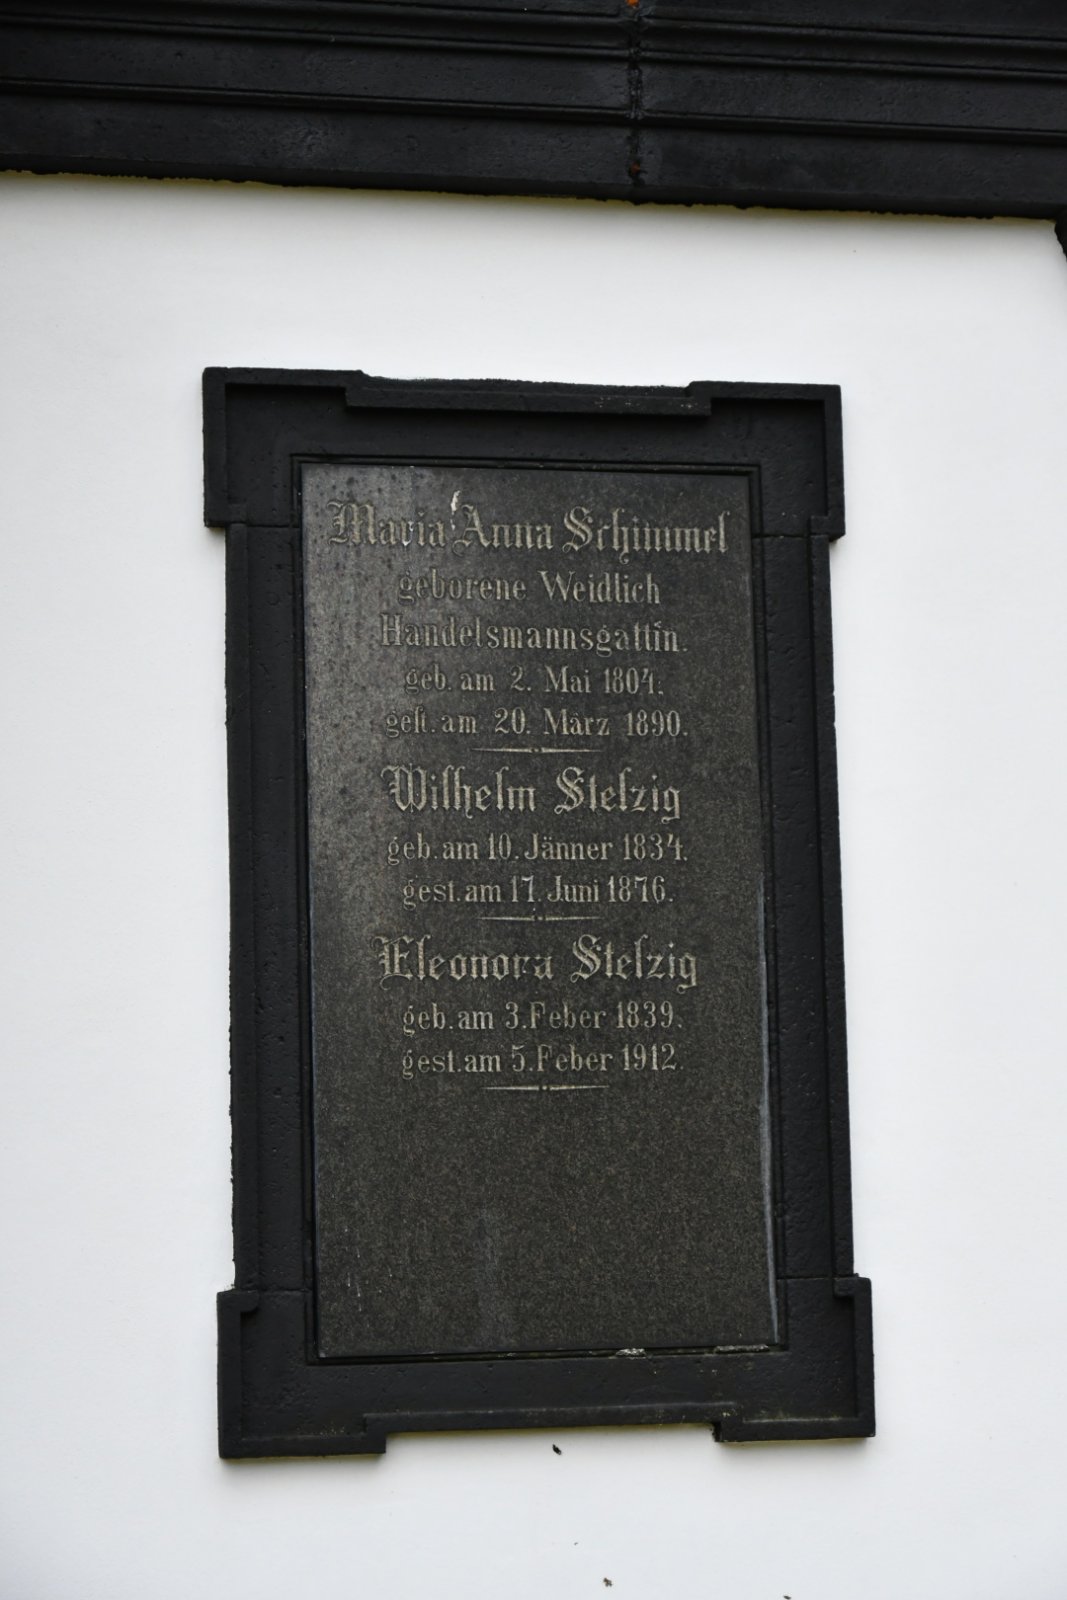 Maria Anna Schimmel
geborene Weidlich
Handelsmannsgattin.
geb. am 2. Mai 1804.
gest. am 20. März 1890.
Wilhelm Stelzig
geb. am 10. Jänner 1834.
gest. am 17. Juni 1876.
Eleonora Stelzig
geb. am 3. Feber 1839.
gest. am 5. Feber 1912.